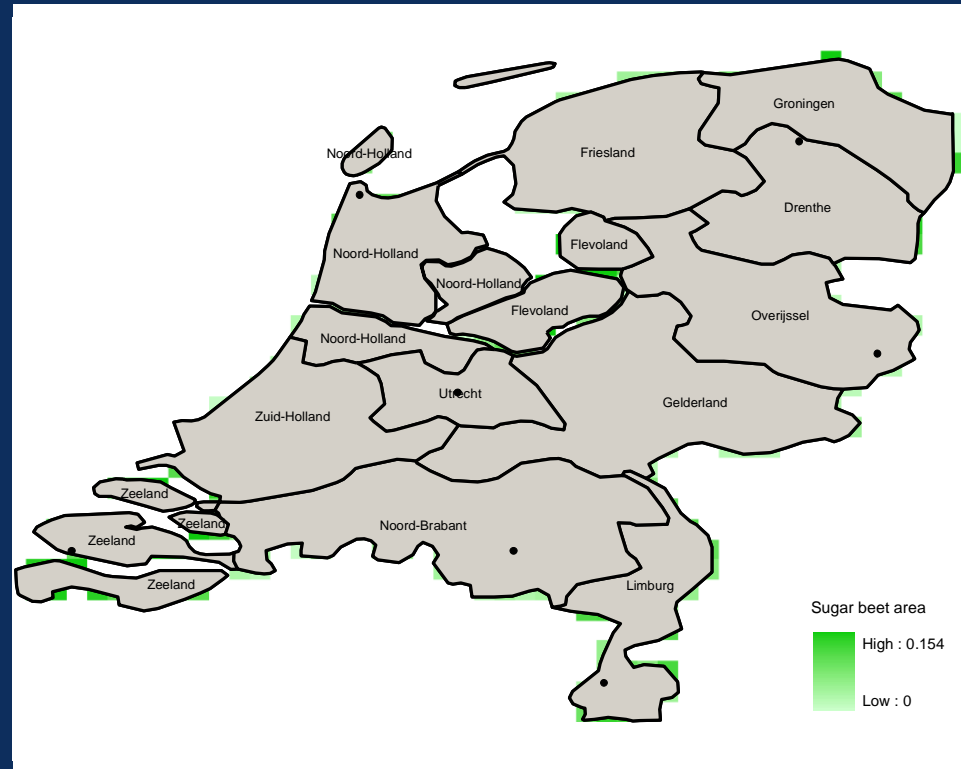 Groningen
Noord-Holland
Friesland
Drenthe
Flevoland
Noord-Holland
Noord-Holland
Flevoland
Overijssel
Noord-Holland
Utrecht
Gelderland
Zuid-Holland
Zeeland
Zeeland
Noord-Brabant
Zeeland
Zeeland
Limburg
Sugar beet area
High : 0.154
Low : 0